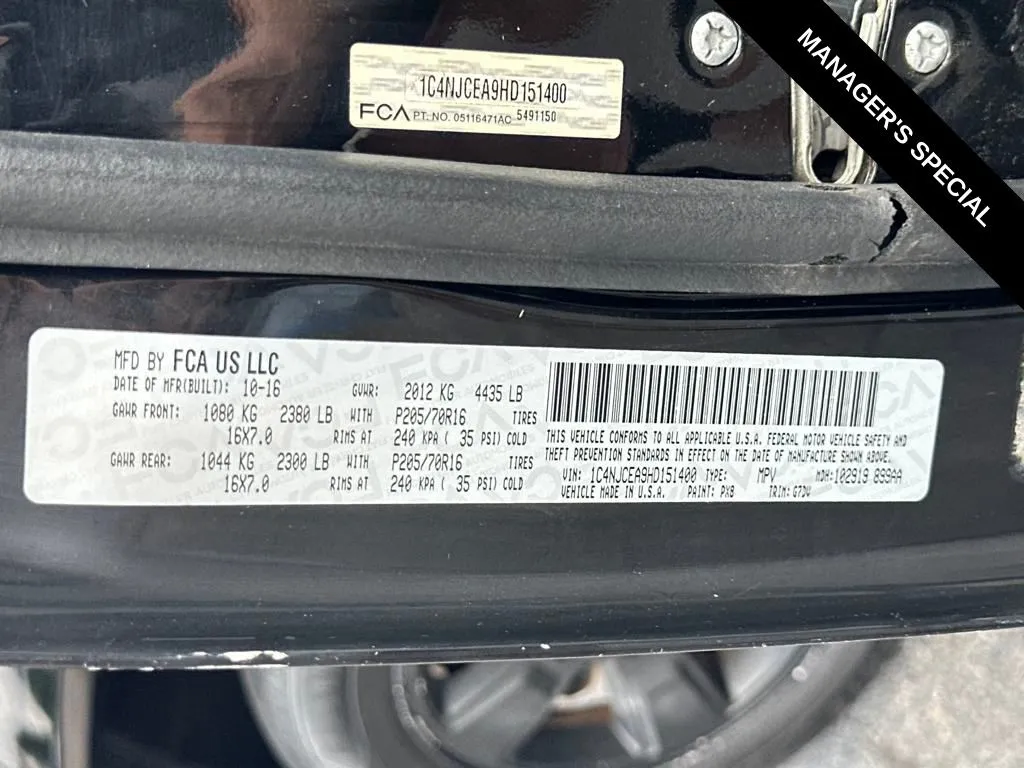 MANAGER'S SPECIAL
1C4NJCEA9HD151400
FCA PT. NO. 05116471AC 5491150
MFD BY FCA US LLC
DATE OF MFR(BUILT): 10-16 GVWR: 2012 KG 4435 LB
GAWR FRONT: 1080 KG 2380 LB WITH P205/70R16 TIRES
16X7.0 RIMS AT 240 KPA ( 35 PSI) COLD
GAWR REAR: 1044 KG 2300 LB WITH P205/70R16 TIRES
16X7.0 RIMS AT 240 KPA ( 35 PSI) COLD
THIS VEHICLE CONFORMS TO ALL APPLICABLE U.S.A. FEDERAL MOTOR VEHICLE SAFETY AND
THEFT PREVENTION STANDARDS IN EFFECT ON THE DATE OF MANUFACTURE SHOWN ABOVE.
VIN: 1C4NJCEA9HD151400 TYPE: MPV MDH:102919 899AA
VEHICLE MADE IN U.S.A. PAINT: PX8 TRIM: G7DV